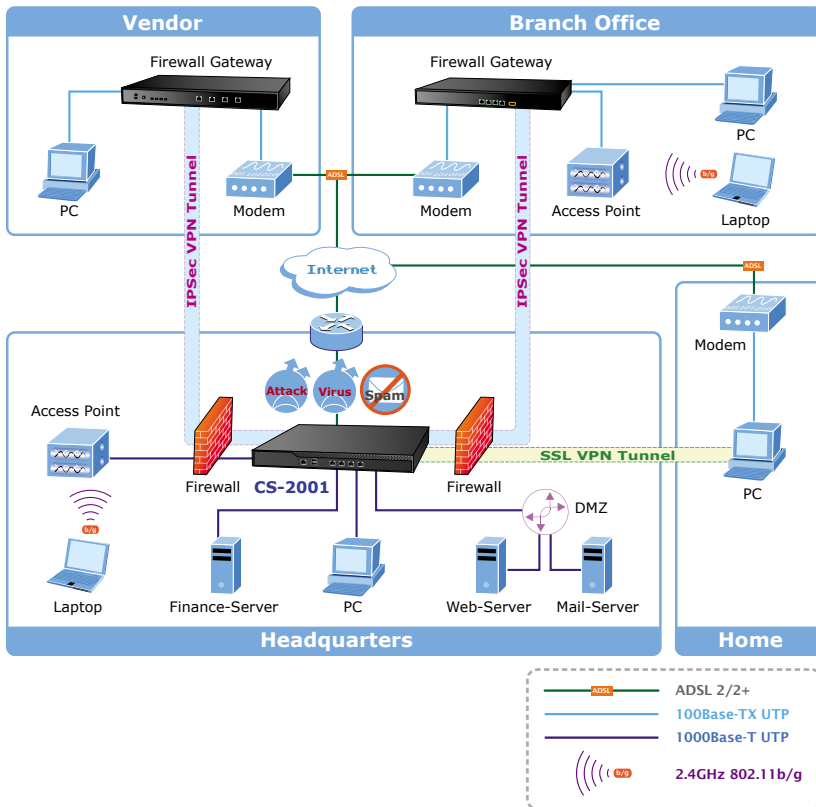 Vendor
Branch Office
Firewall Gateway
Firewall Gateway
PC
PC
b/g
Modem
ADSL
Modem
Access Point
Laptop
IPSec VPN Tunnel
IPSec VPN Tunnel
Internet
ADSL
Modem
Attack
Virus
Spam
Access Point
Firewall
CS-2001
Firewall
SSL VPN Tunnel
PC
DMZ
b/g
Laptop
Finance-Server
PC
Web-Server
Mail-Server
Headquarters
Home
ADSL
ADSL 2/2+
100Base-TX UTP
1000Base-T UTP
b/g
2.4GHz 802.11b/g